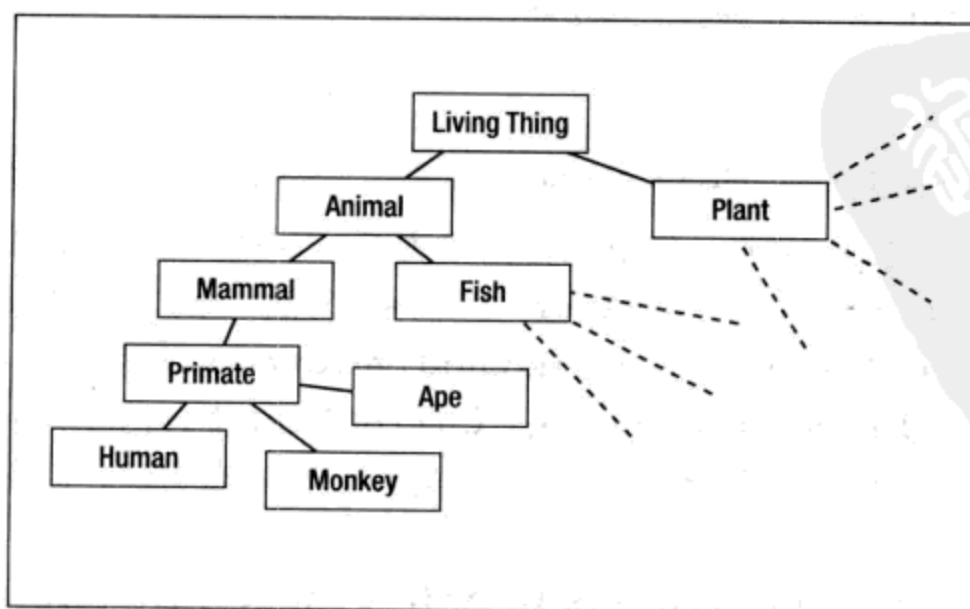 Living Thing
Animal
Plant
Mammal
Fish
Primate
Ape
Human
Monkey